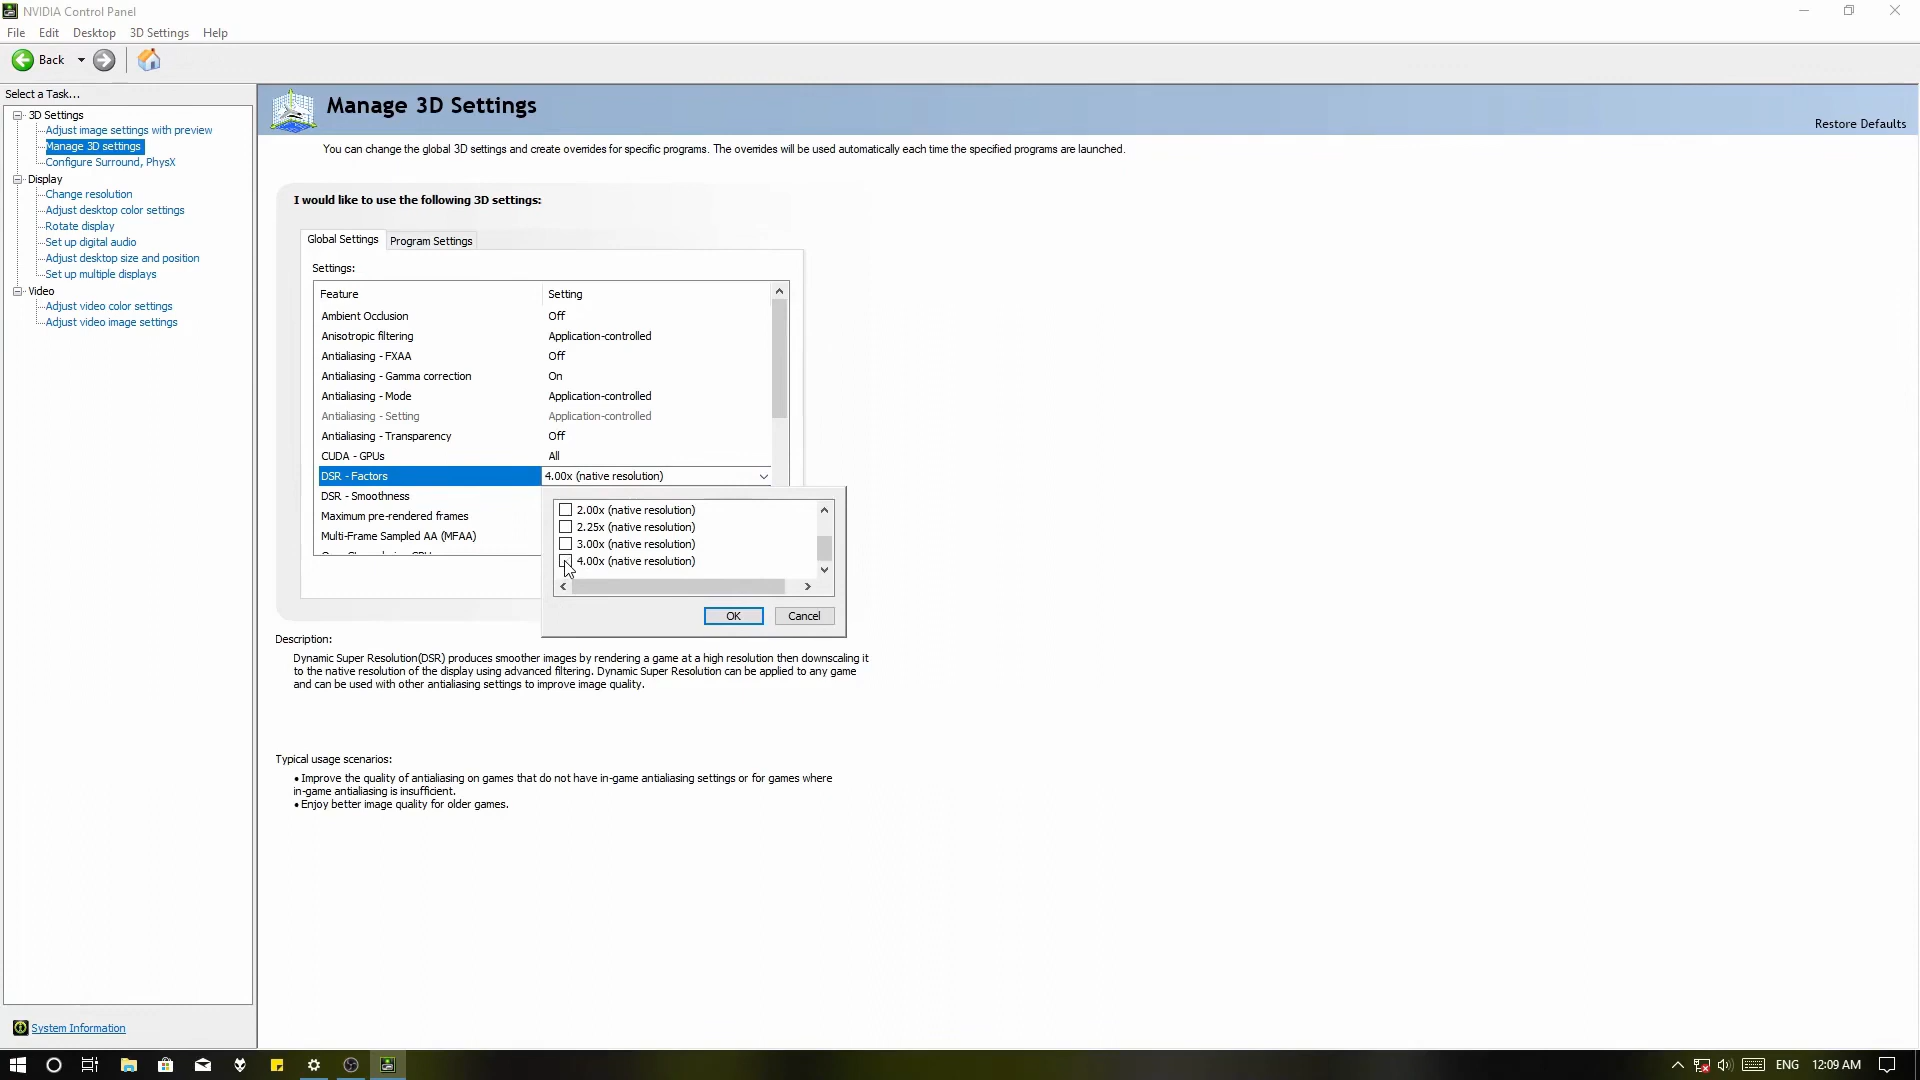 NVIDIA Control Panel
File Edit Desktop 3D Settings Help
Back
Select a Task...
3D Settings
Adjust image settings with preview
Manage 3D settings
Configure Surround, PhysX
Display
Change resolution
Adjust desktop color settings
Rotate display
Set up digital audio
Adjust desktop size and position
Set up multiple displays
Video
Adjust video color settings
Adjust video image settings
System Information
Manage 3D Settings
Restore Defaults
You can change the global 3D settings and create overrides for specific programs. The overrides will be used automatically each time the specified programs are launched.
I would like to use the following 3D settings:
Global Settings Program Settings
Settings:
Feature Setting
Ambient Occlusion Off
Anisotropic filtering Application-controlled
Antialiasing - FXAA Off
Antialiasing - Gamma correction On
Antialiasing - Mode Application-controlled
Antialiasing - Setting Application-controlled
Antialiasing - Transparency Off
CUDA - GPUs All
DSR - Factors 4.00x (native resolution)
DSR - Smoothness
Maximum pre-rendered frames
Multi-Frame Sampled AA (MFAA)
2.00x (native resolution)
2.25x (native resolution)
3.00x (native resolution)
4.00x (native resolution)
OK Cancel
Description:
Dynamic Super Resolution(DSR) produces smoother images by rendering a game at a high resolution then downscaling it
to the native resolution of the display using advanced filtering. Dynamic Super Resolution can be applied to any game
and can be used with other antialiasing settings to improve image quality.
Typical usage scenarios:
• Improve the quality of antialiasing on games that do not have in-game antialiasing settings or for games where
in-game antialiasing is insufficient.
• Enjoy better image quality for older games.
ENG 12:09 AM